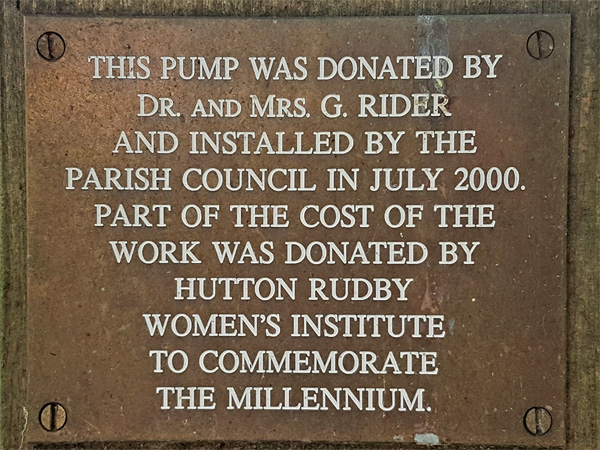 THIS PUMP WAS DONATED BY
DR. AND MRS. G. RIDER
AND INSTALLED BY THE
PARISH COUNCIL IN JULY 2000.
PART OF THE COST OF THE
WORK WAS DONATED BY
HUTTON RUDBY
WOMEN'S INSTITUTE
TO COMMEMORATE
THE MILLENNIUM.